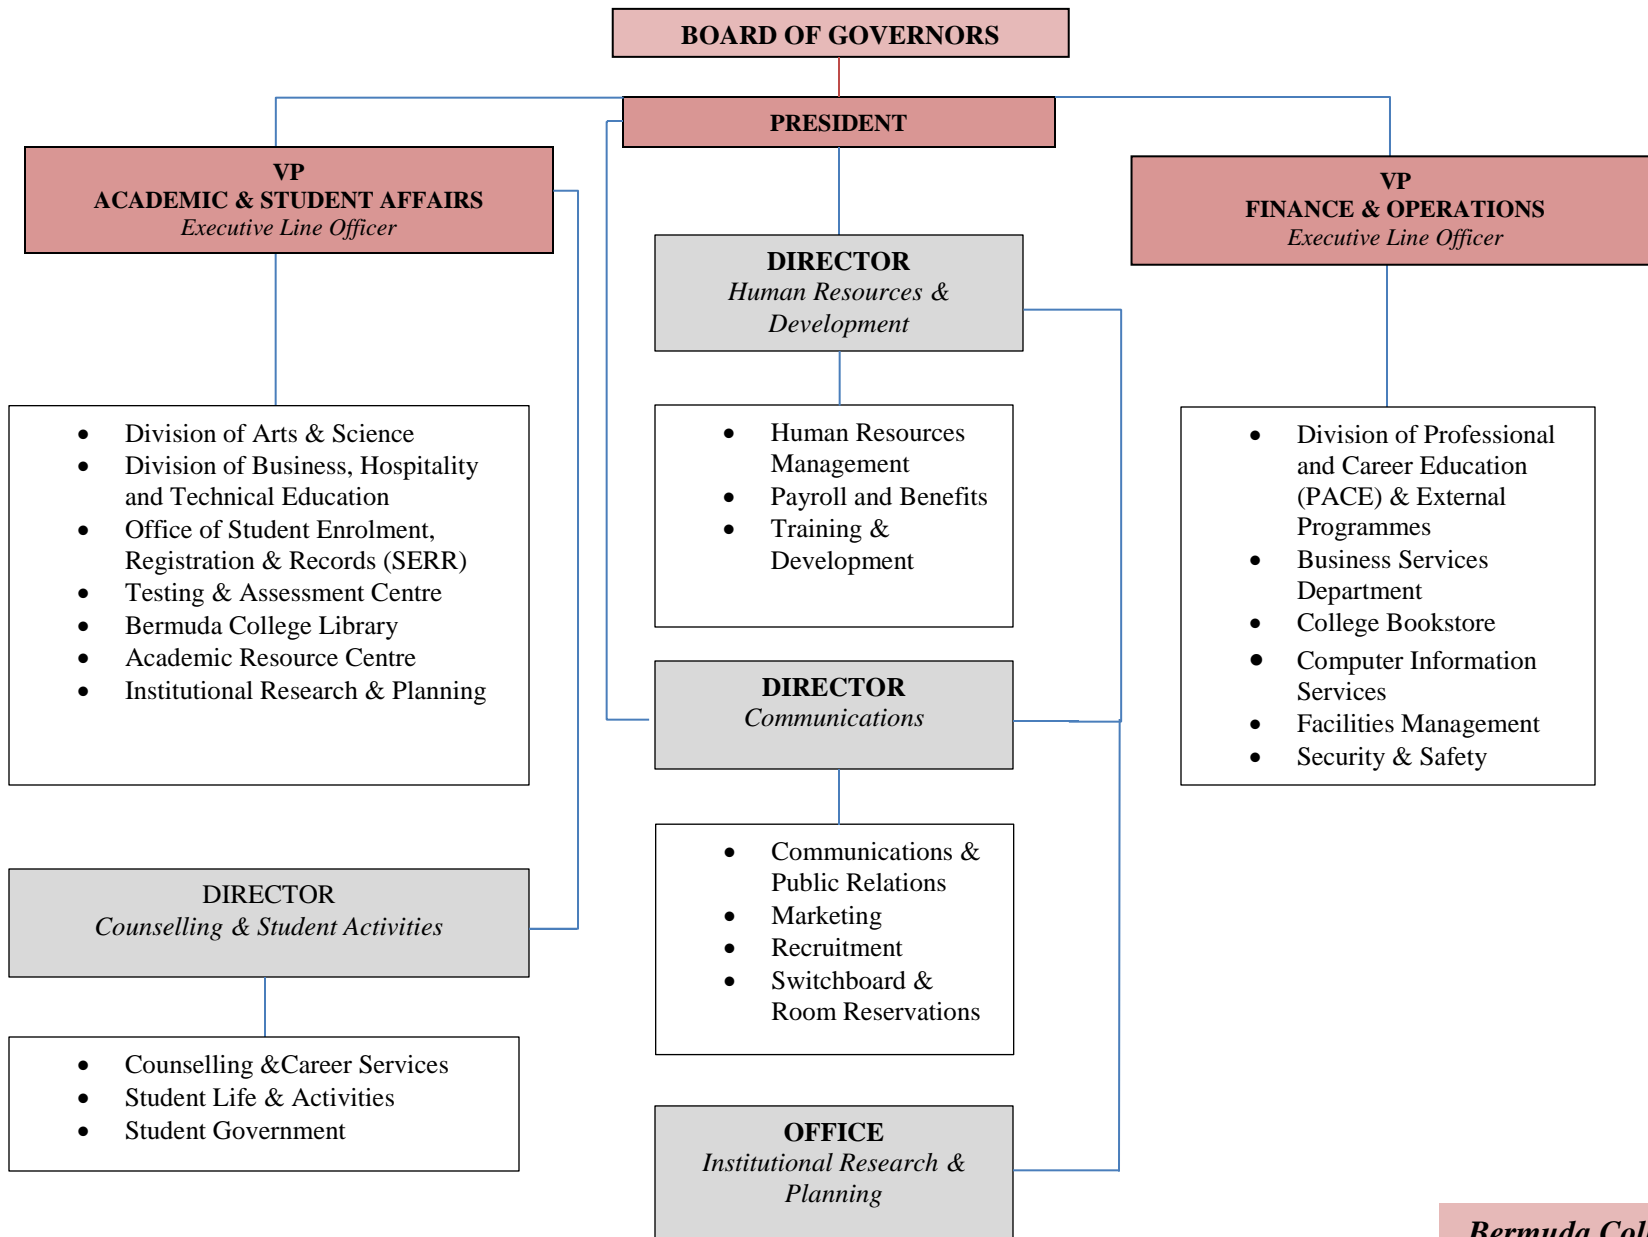 BOARD OF GOVERNORS
PRESIDENT
VP
ACADEMIC & STUDENT AFFAIRS
Executive Line Officer
VP
FINANCE & OPERATIONS
Executive Line Officer
DIRECTOR
Human Resources &
Development
• Division of Arts & Science
• Division of Business, Hospitality
and Technical Education
• Office of Student Enrolment,
Registration & Records (SERR)
• Testing & Assessment Centre
• Bermuda College Library
• Academic Resource Centre
• Institutional Research & Planning
• Human Resources
Management
• Payroll and Benefits
• Training &
Development
• Division of Professional
and Career Education
(PACE) & External
Programmes
• Business Services
Department
• College Bookstore
• Computer Information
Services
• Facilities Management
• Security & Safety
DIRECTOR
Communications
• Communications &
Public Relations
• Marketing
• Recruitment
• Switchboard &
Room Reservations
DIRECTOR
Counselling & Student Activities
• Counselling &Career Services
• Student Life & Activities
• Student Government
OFFICE
Institutional Research &
Planning
Bermuda